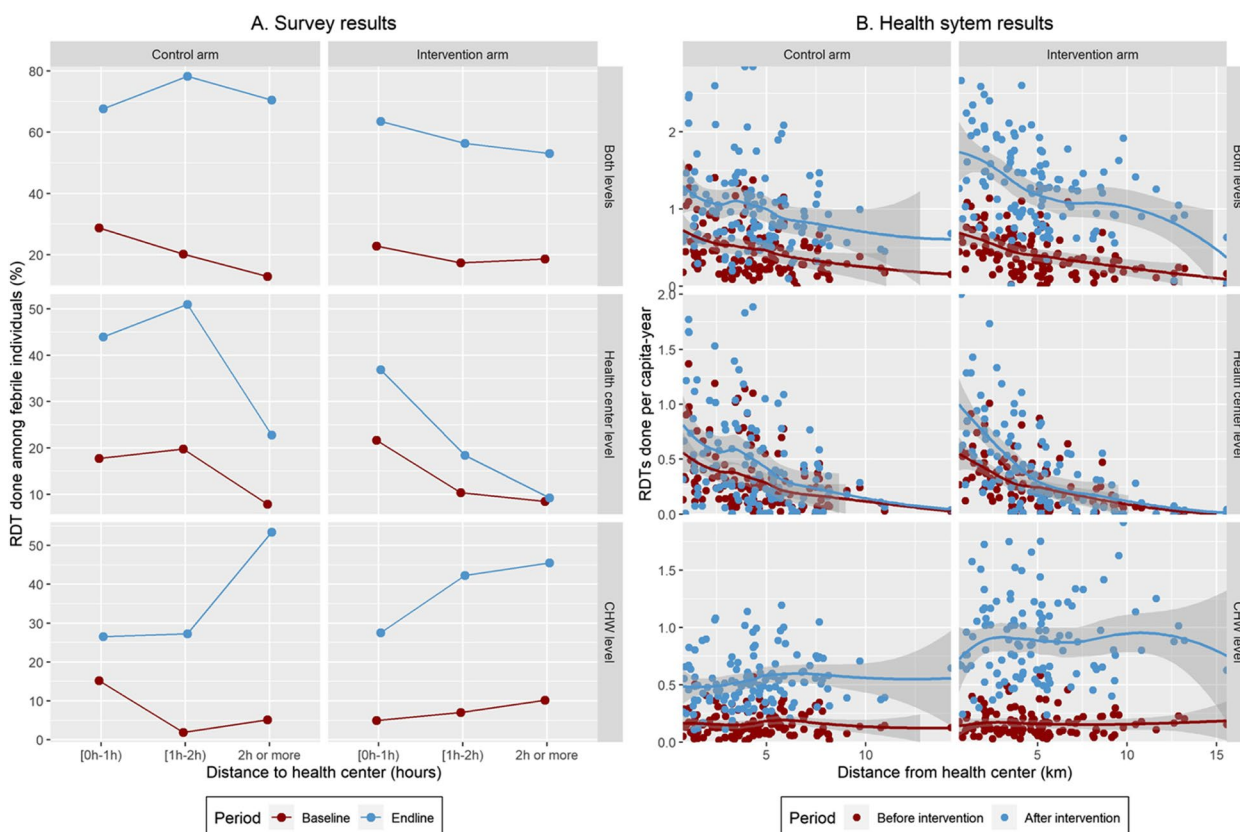 A. Survey results
Control arm
Intervention arm
80
60
40
20
Both levels
50
40
30
20
10
Health center level
50
40
30
20
10
0
CHW level
RDT done among febrile individuals (%)
[0h-1h)
[1h-2h)
2h or more
[0h-1h)
[1h-2h)
2h or more
Distance to health center (hours)
Period
Baseline
Endline
B. Health sytem results
Control arm
Intervention arm
2
1
0
Both levels
2.0
1.5
1.0
0.5
0.0
Health center level
1.5
1.0
0.5
0.0
CHW level
RDTs done per capita-year
5
10
5
10
15
Distance from health center (km)
Period
Before intervention
After intervention